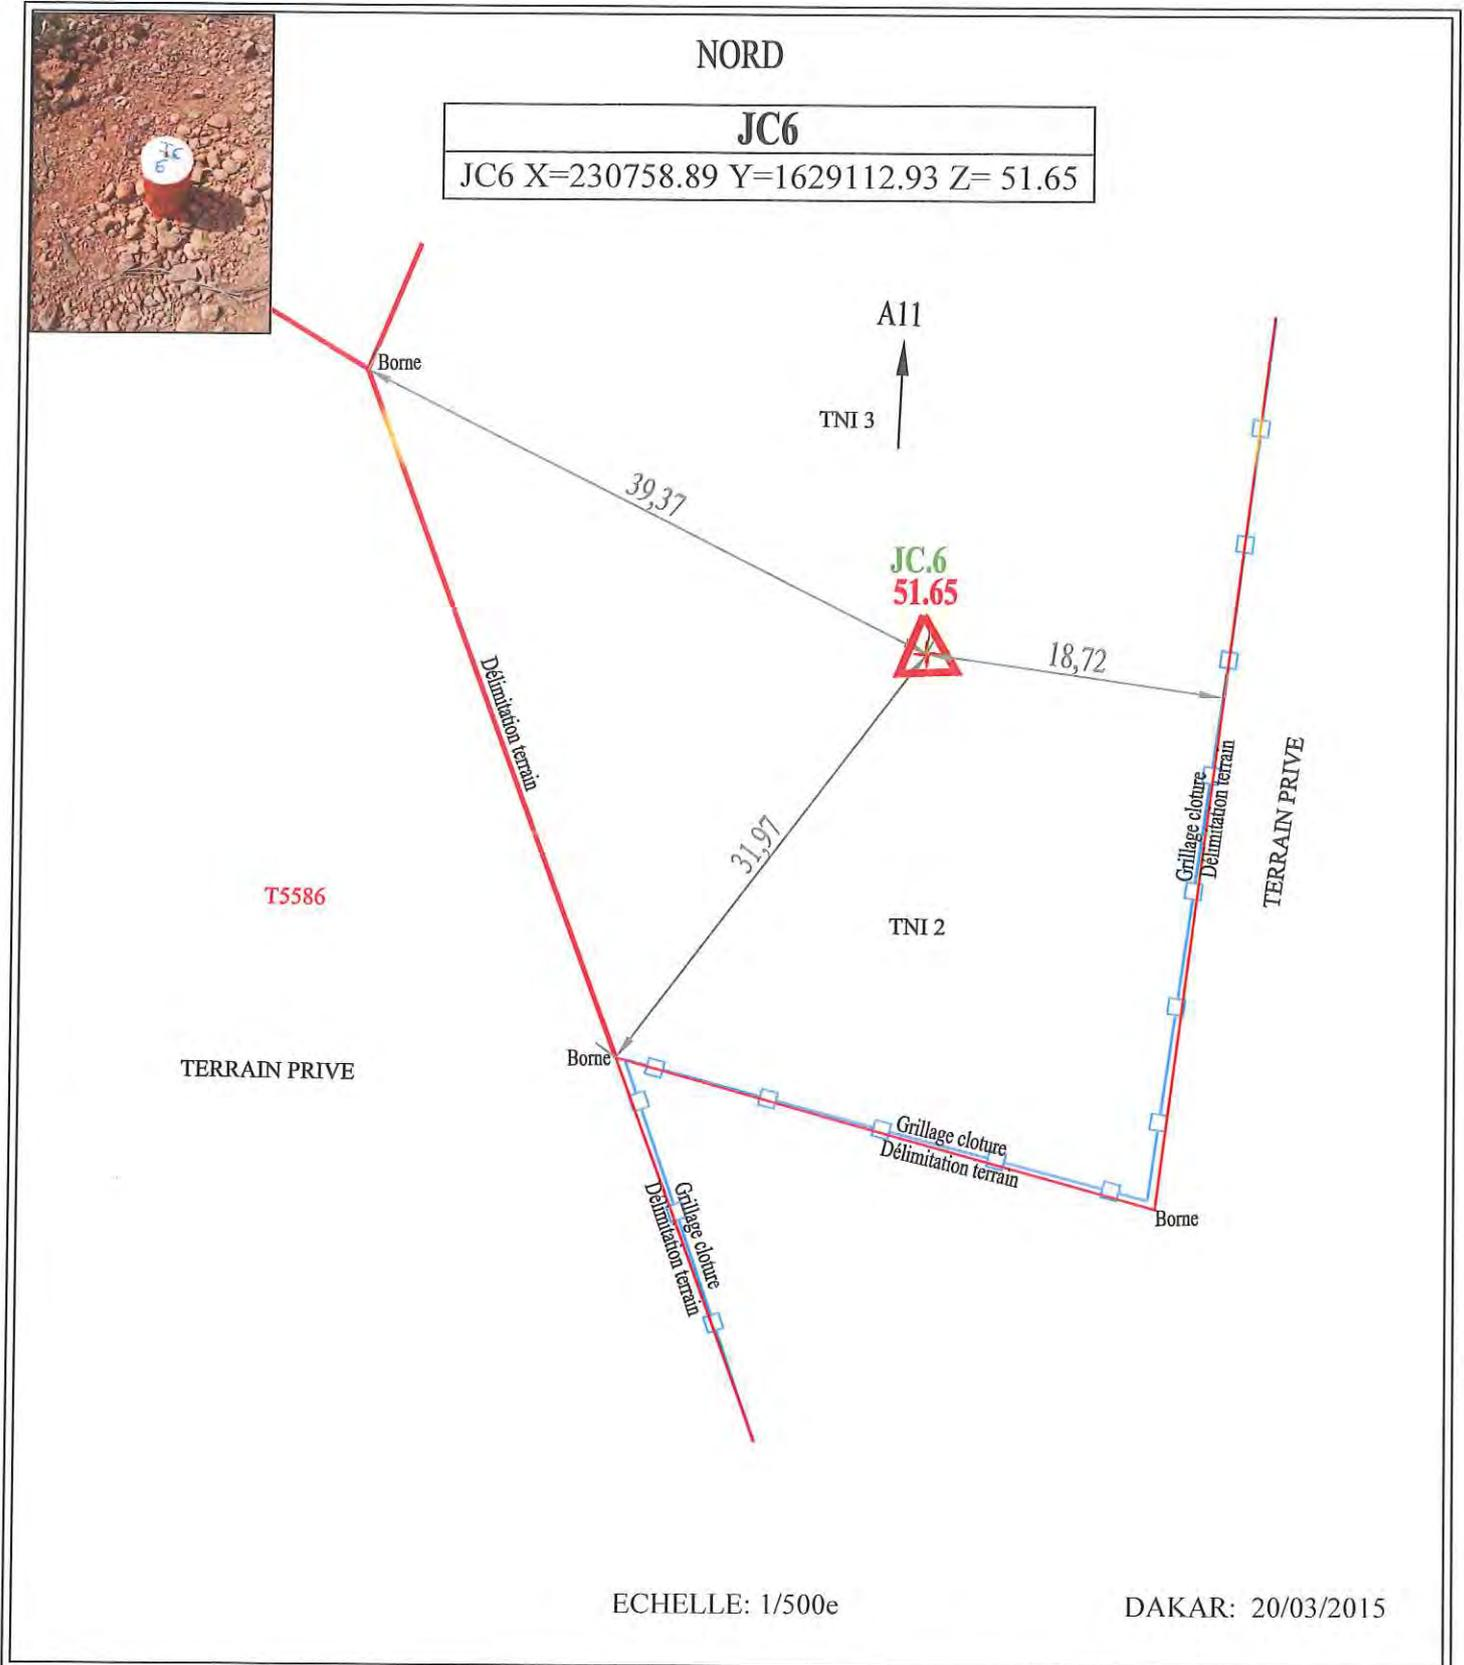 NORD
JC6
JC6 X=230758.89 Y=1629112.93 Z= 51.65
JC
6
A11
Borne
TNI 3
39,37
JC.6
51.65
18,72
Délimitation terrain
Grillage cloture
Délimitation terrain
TERRAIN PRIVE
31,97
T5586
TNI 2
Borne
TERRAIN PRIVE
Grillage cloture
Délimitation terrain
Grillage cloture
Délimitation terrain
Borne
ECHELLE: 1/500e
DAKAR: 20/03/2015